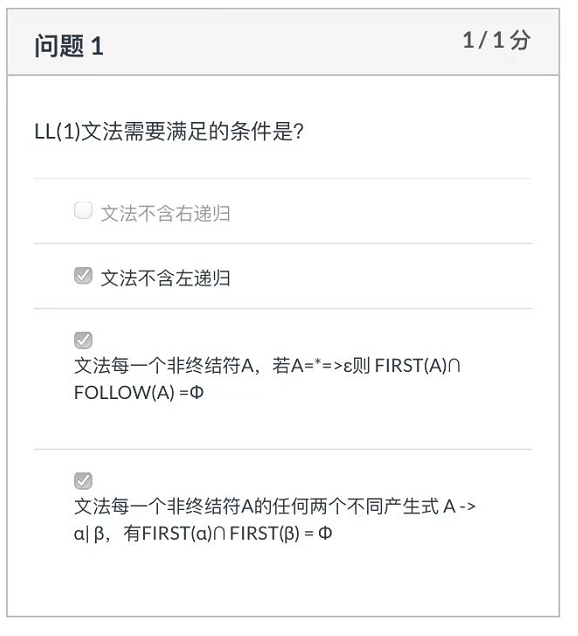 问题 1
1 / 1 分
LL(1)文法需要满足的条件是?
文法不含右递归
文法不含左递归
文法每一个非终结符A，若A=*=>ε则 FIRST(A)∩
FOLLOW(A) =Φ
文法每一个非终结符A的任何两个不同产生式 A ->
α| β，有FIRST(α)∩ FIRST(β) = Φ